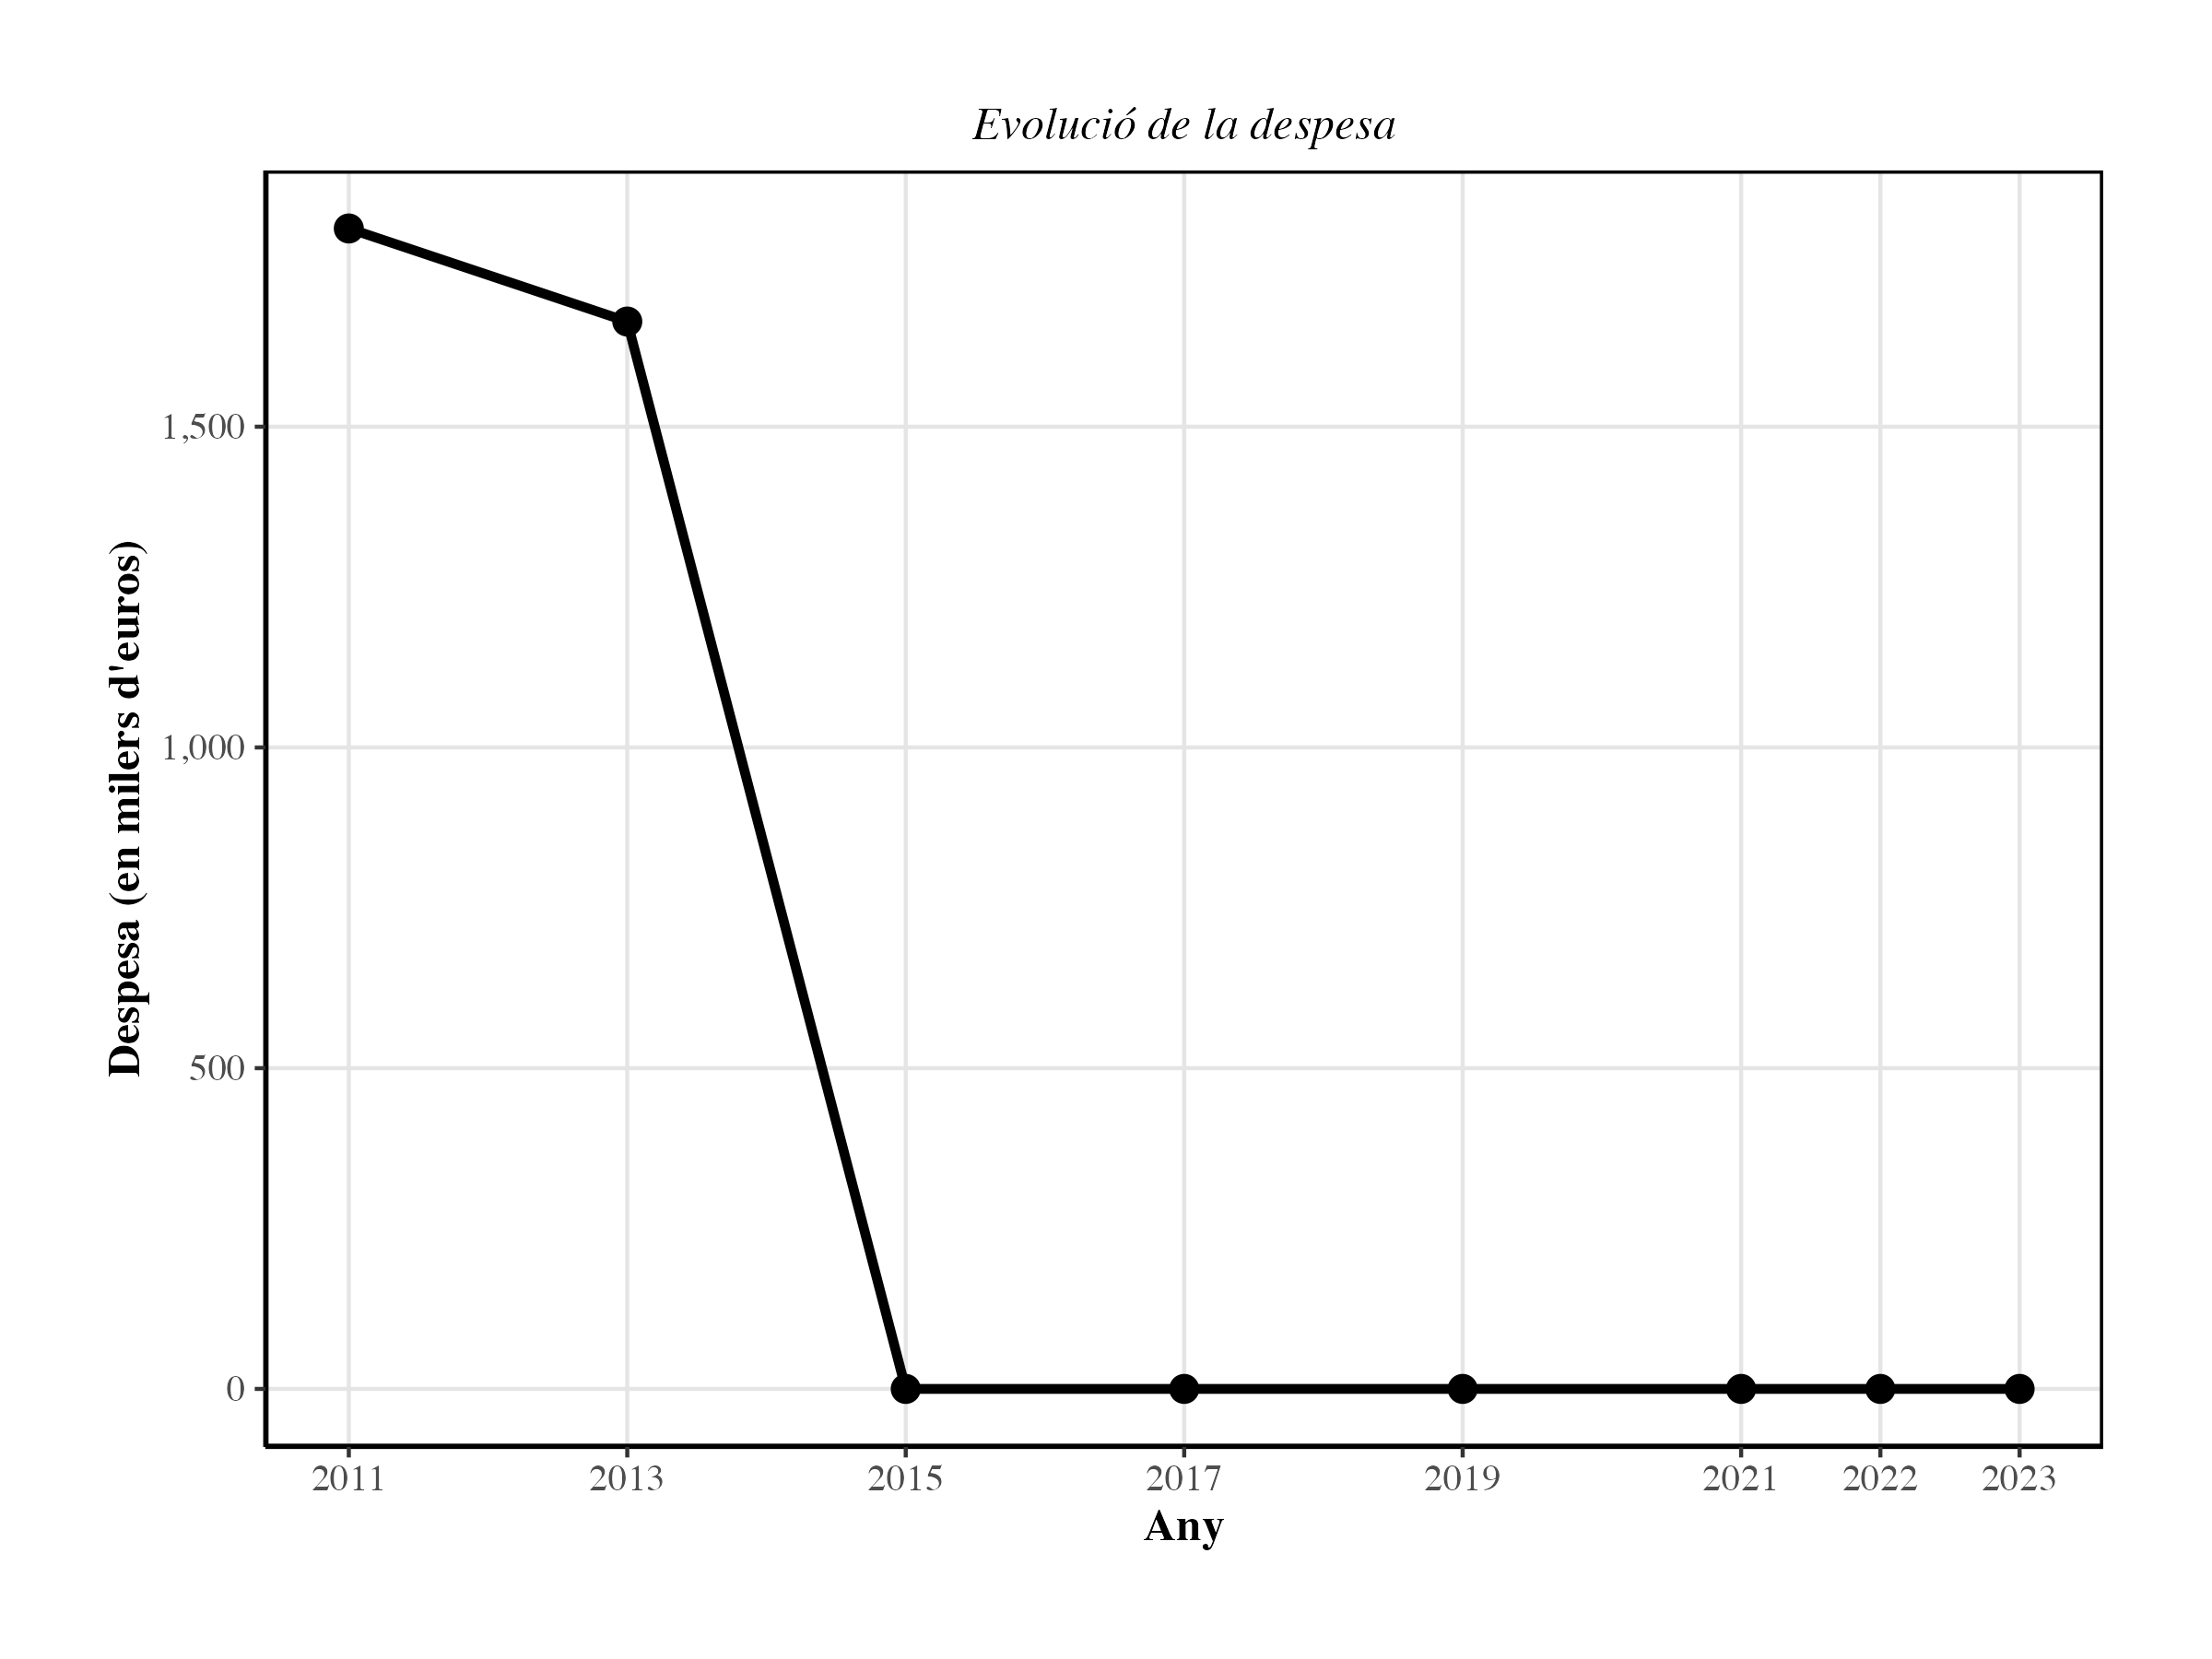 Evolució de la despesa
Despesa (en milers d'euros)
1,500
1,000
500
0
2011 2013 2015 2017 2019 2021 2022 2023
Any